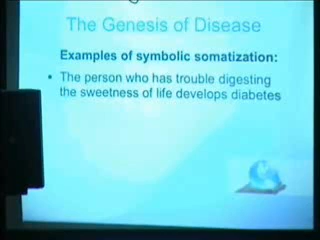 The Genesis of Disease
Examples of symbolic somatization:
• The person who has trouble digesting
the sweetness of life develops diabetes